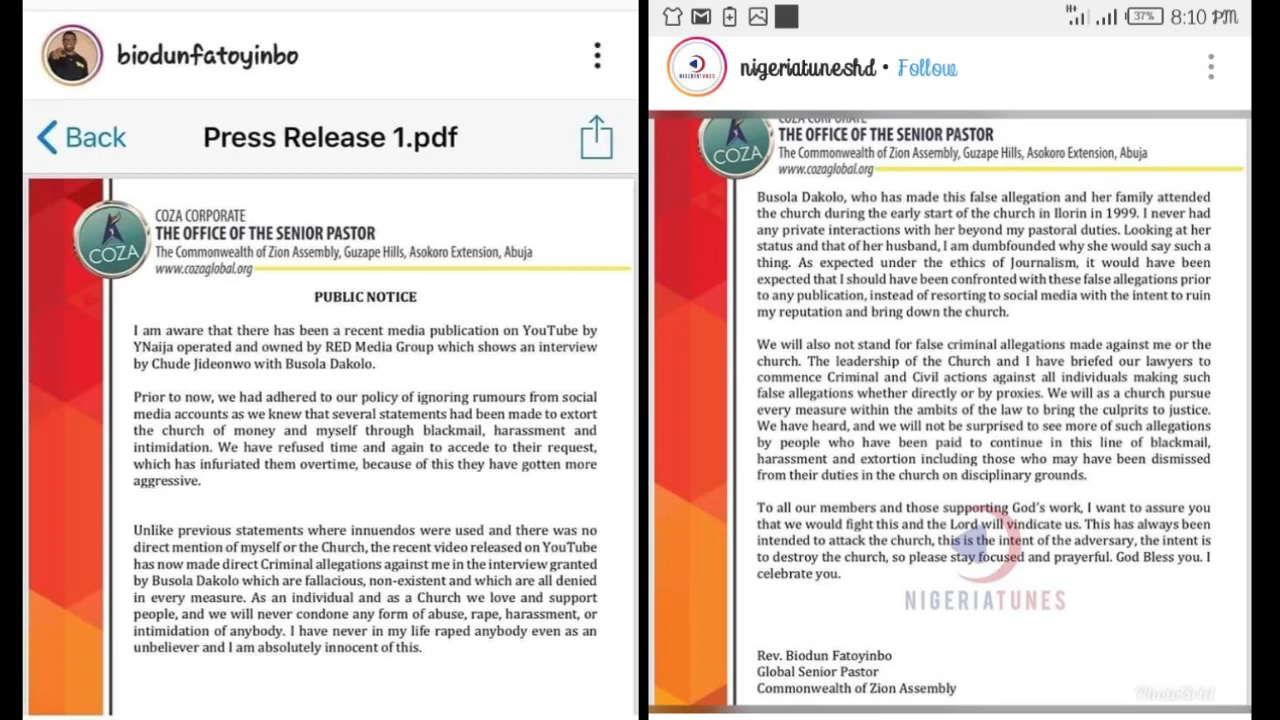 biodunfatoyinbo
Back
Press Release 1.pdf
COZA
COZA CORPORATE
THE OFFICE OF THE SENIOR PASTOR
The Commonwealth of Zion Assembly, Guzape Hills, Asokoro Extension, Abuja
www.cozaglobal.org
PUBLIC NOTICE
I am aware that there has been a recent media publication on YouTube by
YNaija operated and owned by RED Media Group which shows an interview
by Chude Jideonwo with Busola Dakolo.
Prior to now, we had adhered to our policy of ignoring rumours from social
media accounts as we knew that several statements had been made to extort
the church of money and myself through blackmail, harassment and
intimidation. We have refused time and again to accede to their request,
which has infuriated them overtime, because of this they have gotten more
aggressive.
Unlike previous statements where innuendos were used and there was no
direct mention of myself or the Church, the recent video released on YouTube
has now made direct Criminal allegations against me in the interview granted
by Busola Dakolo which are fallacious, non-existent and which are all denied
in every measure. As an individual and as a Church we love and support
people, and we will never condone any form of abuse, rape, harassment, or
intimidation of anybody. I have never in my life raped anybody even as an
unbeliever and I am absolutely innocent of this.
H+
37%
8:10 PM
NIGERIATUNES
nigeriatuneshd • Follow
COZA
COZA CORPORATE
THE OFFICE OF THE SENIOR PASTOR
The Commonwealth of Zion Assembly, Guzape Hills, Asokoro Extension, Abuja
www.cozaglobal.org
Busola Dakolo, who has made this false allegation and her family attended
the church during the early start of the church in Ilorin in 1999. I never had
any private interactions with her beyond my pastoral duties. Looking at her
status and that of her husband, I am dumbfounded why she would say such a
thing. As expected under the ethics of Journalism, it would have been
expected that I should have been confronted with these false allegations prior
to any publication, instead of resorting to social media with the intent to ruin
my reputation and bring down the church.
We will also not stand for false criminal allegations made against me or the
church. The leadership of the Church and I have briefed our lawyers to
commence Criminal and Civil actions against all individuals making such
false allegations whether directly or by proxies. We will as a church pursue
every measure within the ambits of the law to bring the culprits to justice.
We have heard, and we will not be surprised to see more of such allegations
by people who have been paid to continue in this line of blackmail,
harassment and extortion including those who may have been dismissed
from their duties in the church on disciplinary grounds.
To all our members and those supporting God's work, I want to assure you
that we would fight this and the Lord will vindicate us. This has always been
intended to attack the church, this is the intent of the adversary, the intent is
to destroy the church, so please stay focused and prayerful. God Bless you. I
celebrate you.
NIGERIATUNES
Rev. Biodun Fatoyinbo
Global Senior Pastor
Commonwealth of Zion Assembly
PhotoGrid